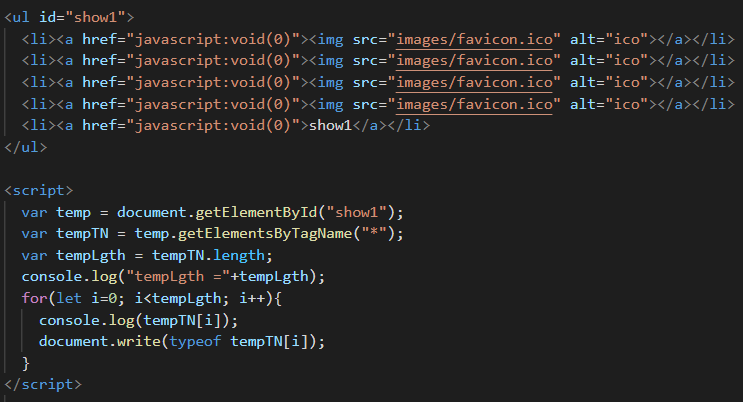 <ul id="show1">
<li><a href="javascript:void(0)"><img src="images/favicon.ico" alt="ico"></a></li>
<li><a href="javascript:void(0)"><img src="images/favicon.ico" alt="ico"></a></li>
<li><a href="javascript:void(0)"><img src="images/favicon.ico" alt="ico"></a></li>
<li><a href="javascript:void(0)"><img src="images/favicon.ico" alt="ico"></a></li>
<li><a href="javascript:void(0)">show1</a></li>
</ul>
<script>
var temp = document.getElementById("show1");
var tempTN = temp.getElementsByTagName("*");
var tempLgth = tempTN.length;
console.log("tempLgth ="+tempLgth);
for(let i=0; i<tempLgth; i++){
console.log(tempTN[i]);
document.write(typeof tempTN[i]);
}
</script>